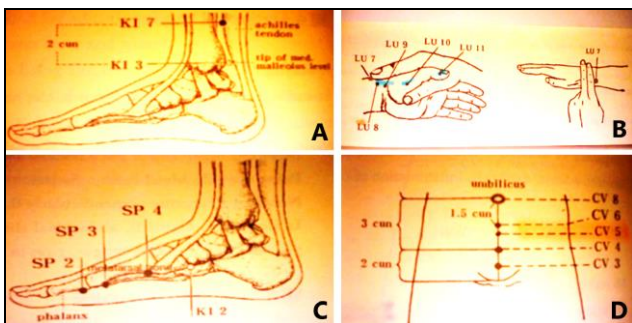 KI 7
achilles
tendon
2 cun
KI 3
tip of med.
malleolus level
A
LU 7
LU 9
LU 10
LU 11
LU 8
LU 7
B
SP 4
SP 3
SP 2
phalanx
KI 2
C
umbilicus
CV 8
1.5 cun
CV 6
3 cun
CV 5
CV 4
2 cun
CV 3
D